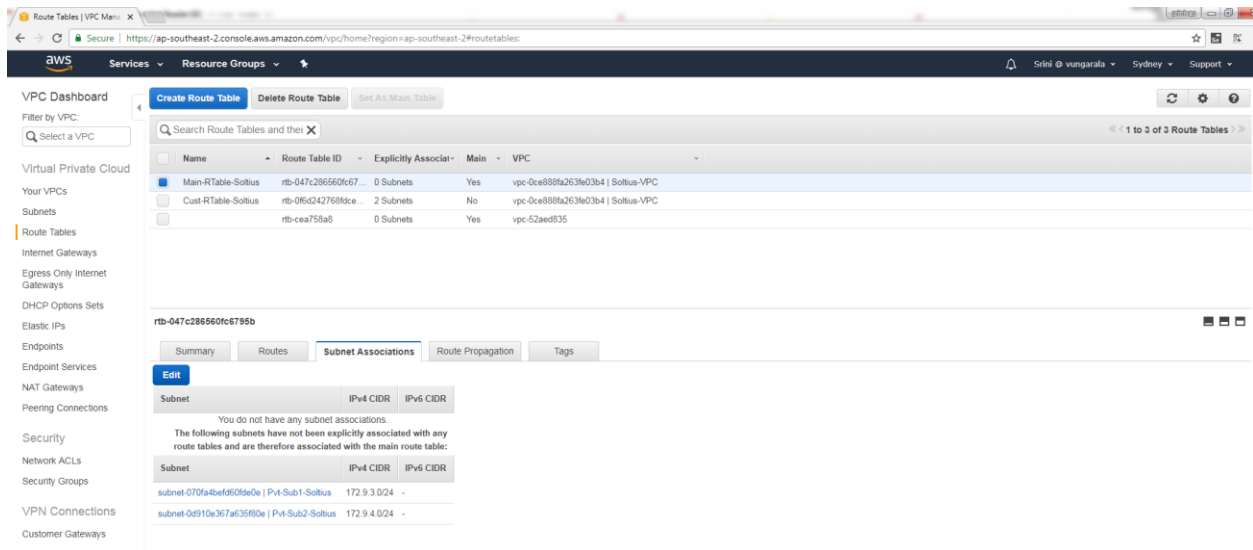 Route Tables | VPC Mana
Secure | https://ap-southeast-2.console.aws.amazon.com/vpc/home?region=ap-southeast-2#routetables:
aws Services Resource Groups Srini @ vungarala Sydney Support
VPC Dashboard
Filter by VPC:
Select a VPC
Virtual Private Cloud
Your VPCs
Subnets
Route Tables
Internet Gateways
Egress Only Internet
Gateways
DHCP Options Sets
Elastic IPs
Endpoints
Endpoint Services
NAT Gateways
Peering Connections
Security
Network ACLs
Security Groups
VPN Connections
Customer Gateways
Create Route Table Delete Route Table Set As Main Table
Search Route Tables and thei X 1 to 3 of 3 Route Tables
Name Route Table ID Explicitly Associat Main VPC
Main-RTable-Soltius rtb-047c286560fc67... 0 Subnets Yes vpc-0ce888fa263fe03b4 | Soltius-VPC
Cust-RTable-Soltius rtb-0f6d242768fdce... 2 Subnets No vpc-0ce888fa263fe03b4 | Soltius-VPC
rtb-cea758a8 0 Subnets Yes vpc-52aed835
rtb-047c286560fc6795b
Summary Routes Subnet Associations Route Propagation Tags
Edit
Subnet IPv4 CIDR IPv6 CIDR
You do not have any subnet associations.
The following subnets have not been explicitly associated with any
route tables and are therefore associated with the main route table:
Subnet IPv4 CIDR IPv6 CIDR
subnet-070fa4befd60fde0e | Pvt-Sub1-Soltius 172.9.3.0/24 -
subnet-0d910e367a635f80e | Pvt-Sub2-Soltius 172.9.4.0/24 -